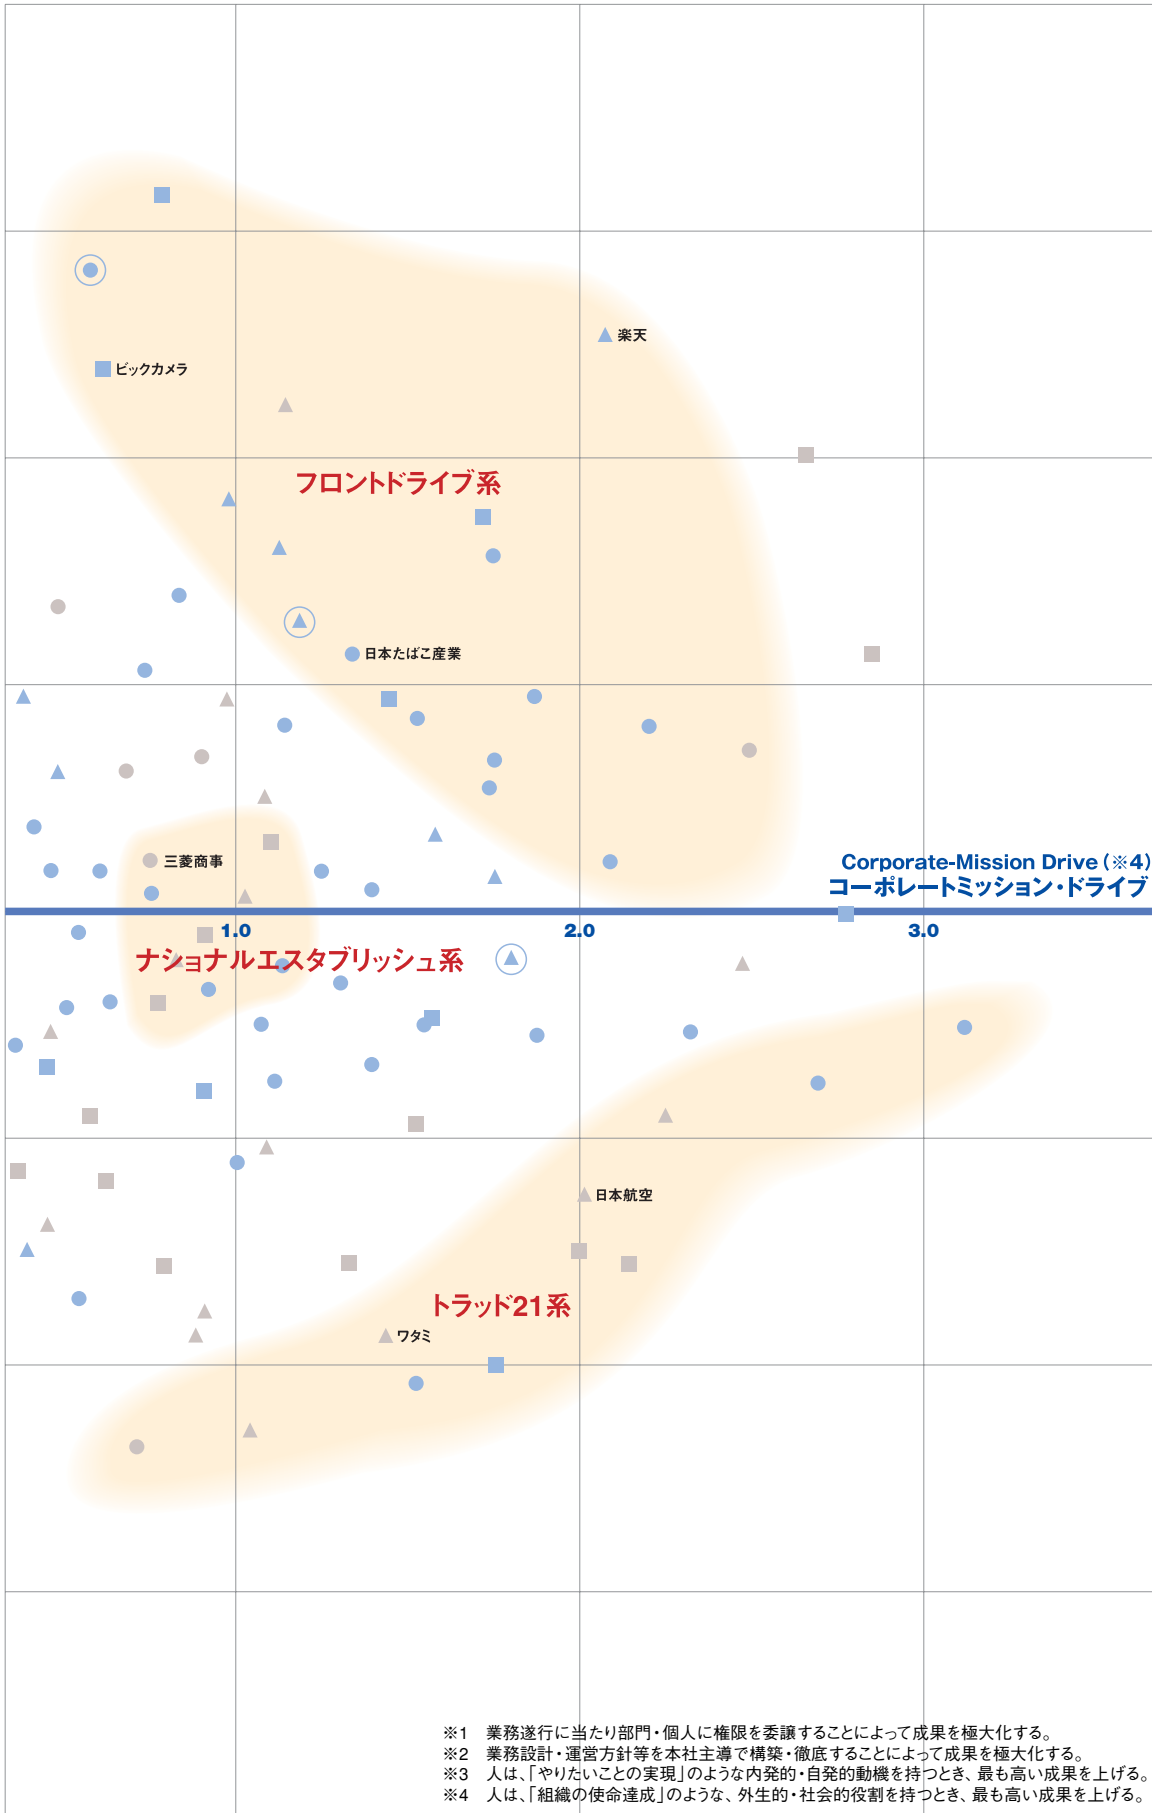 楽天
ビックカメラ
フロントドライブ系
日本たばこ産業
三菱商事
Corporate-Mission Drive(※4)
コーポレートミッション・ドライブ
1.0
2.0
3.0
ナショナルエスタブリッシュ系
日本航空
トラッド21系
ワタミ
※1 業務遂行に当たり部門・個人に権限を委譲することによって成果を極大化する。
※2 業務設計・運営方針等を本社主導で構築・徹底することによって成果を極大化する。
※3 人は、「やりたいことの実現」のような内発的・自発的動機を持つとき、最も高い成果を上げる。
※4 人は、「組織の使命達成」のような、外生的・社会的役割を持つとき、最も高い成果を上げる。